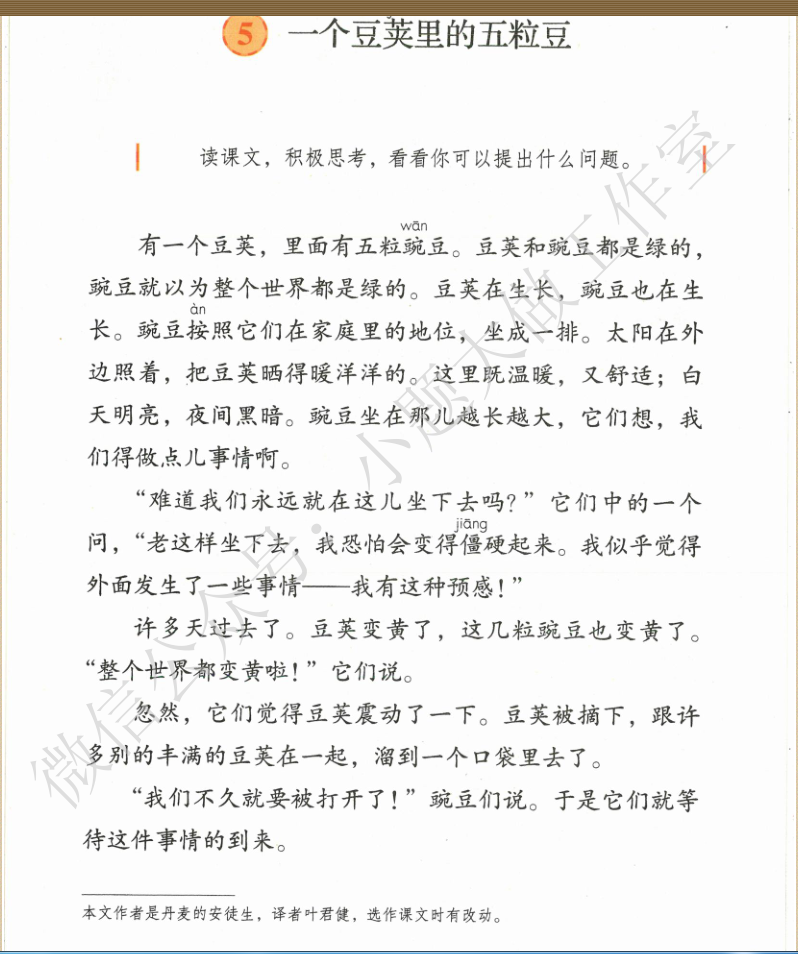 5 一个豆荚里的五粒豆
读课文，积极思考，看看你可以提出什么问题。
wān
有一个豆荚，里面有五粒豌豆。豆荚和豌豆都是绿的，
豌豆就以为整个世界都是绿的。豆荚在生长，豌豆也在生
àn
长。豌豆按照它们在家庭里的地位，坐成一排。太阳在外
边照着，把豆荚晒得暖洋洋的。这里既温暖，又舒适；白
天明亮，夜间黑暗。豌豆坐在那儿越长越大，它们想，我
们得做点儿事情啊。
“难道我们永远就在这儿坐下去吗？”它们中的一个
jiāng
问，“老这样坐下去，我恐怕会变得僵硬起来。我似乎觉得
外面发生了一些事情——我有这种预感！”
许多天过去了。豆荚变黄了，这几粒豌豆也变黄了。
“整个世界都变黄啦！”它们说。
忽然，它们觉得豆荚震动了一下。豆荚被摘下，跟许
多别的丰满的豆荚在一起，溜到一个口袋里去了。
“我们不久就要被打开了！”豌豆们说。于是它们就等
待这件事情的到来。
本文作者是丹麦的安徒生，译者叶君健，选作课文时有改动。
微信公众号：小题大做工作室